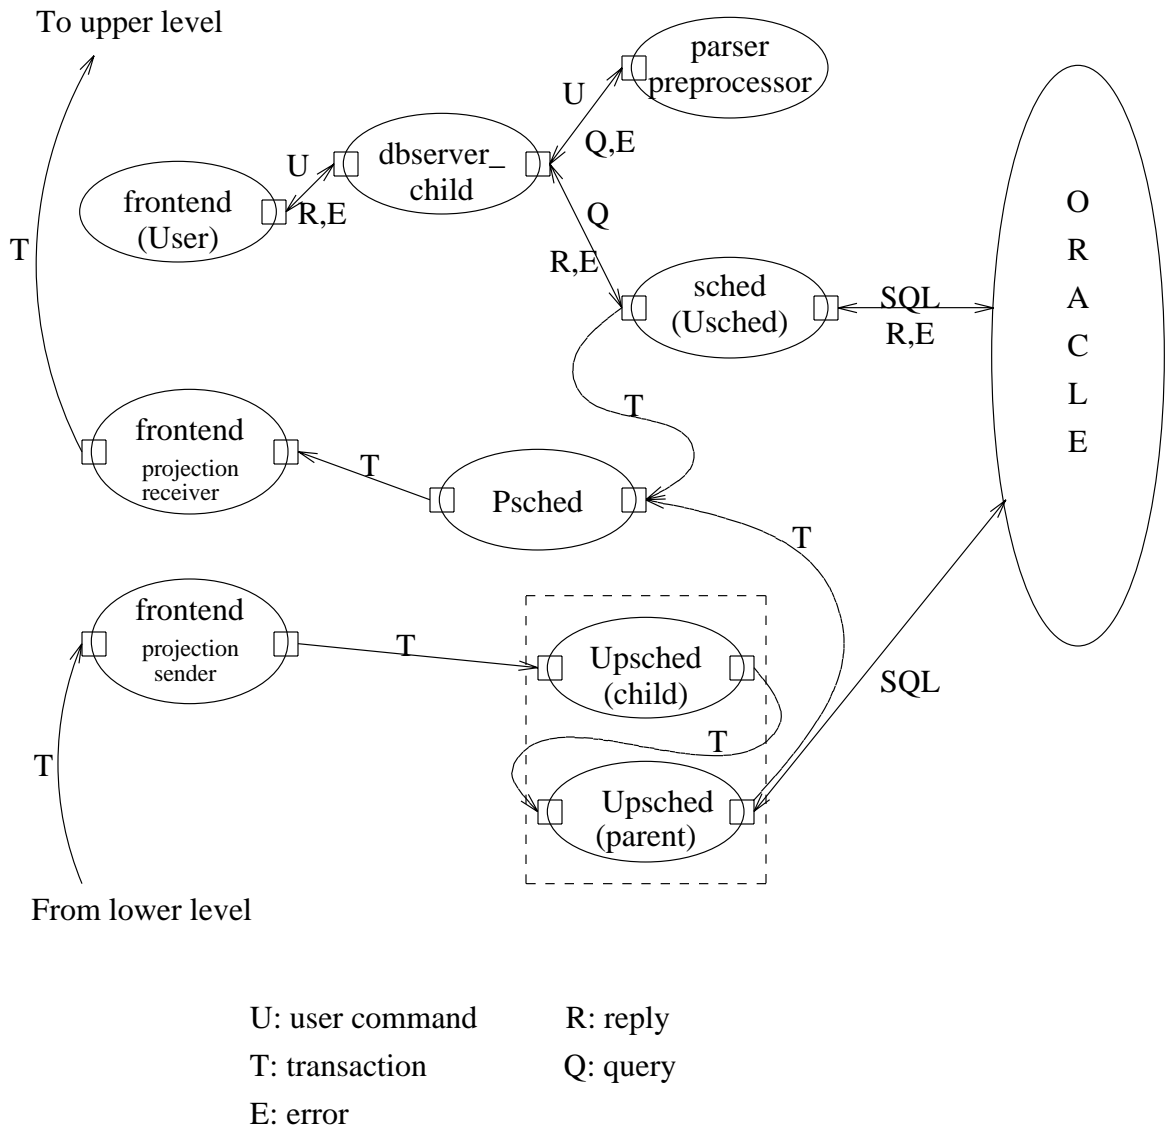 To upper level
parser
preprocessor
U
Q,E
dbserver_
child
U
R,E
frontend
(User)
T
Q
R,E
sched
(Usched)
SQL
R,E
O
R
A
C
L
E
T
frontend
projection
receiver
T
Psched
T
frontend
projection
sender
T
Upsched
(child)
SQL
T
T
Upsched
(parent)
From lower level
U: user command
R: reply
T: transaction
Q: query
E: error